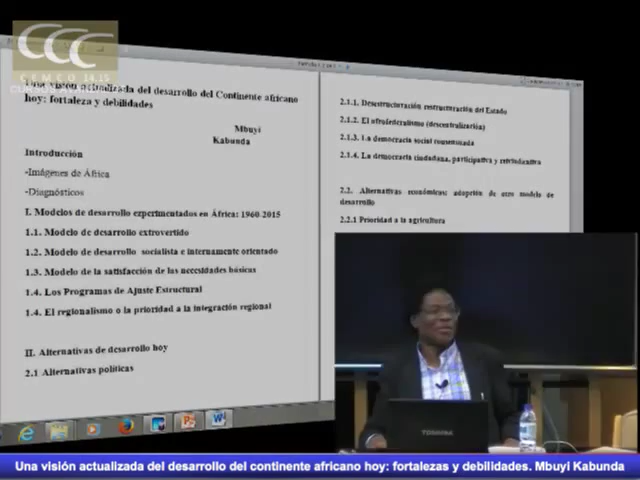 CCC
CEMCU 14.15
Una visión actualizada del desarrollo del Continente africano
hoy: fortaleza y debilidades
Mbuyi
Kabunda
Introducción
-Imágenes de África
-Diagnósticos
I. Modelos de desarrollo experimentados en África: 1960-2015
1.1. Modelo de desarrollo extrovertido
1.2. Modelo de desarrollo socialista e internamente orientado
1.3. Modelo de la satisfacción de las necesidades básicas
1.4. Los Programas de Ajuste Estructural
1.4. El regionalismo o la prioridad a la integración regional
II. Alternativas de desarrollo hoy
2.1 Alternativas políticas
2.1.1. Desestructuración restructuración del Estado
2.1.2. El afrofederalismo (descentralización)
2.1.3. La democracia social consensuada
2.1.4. La democracia ciudadana, participativa y reivindicativa
2.2. Alternativas económicas: adopción de otro modelo de
desarrollo
2.2.1 Prioridad a la agricultura
TOSHIBA
Una visión actualizada del desarrollo del continente africano hoy: fortalezas y debilidades. Mbuyi Kabunda